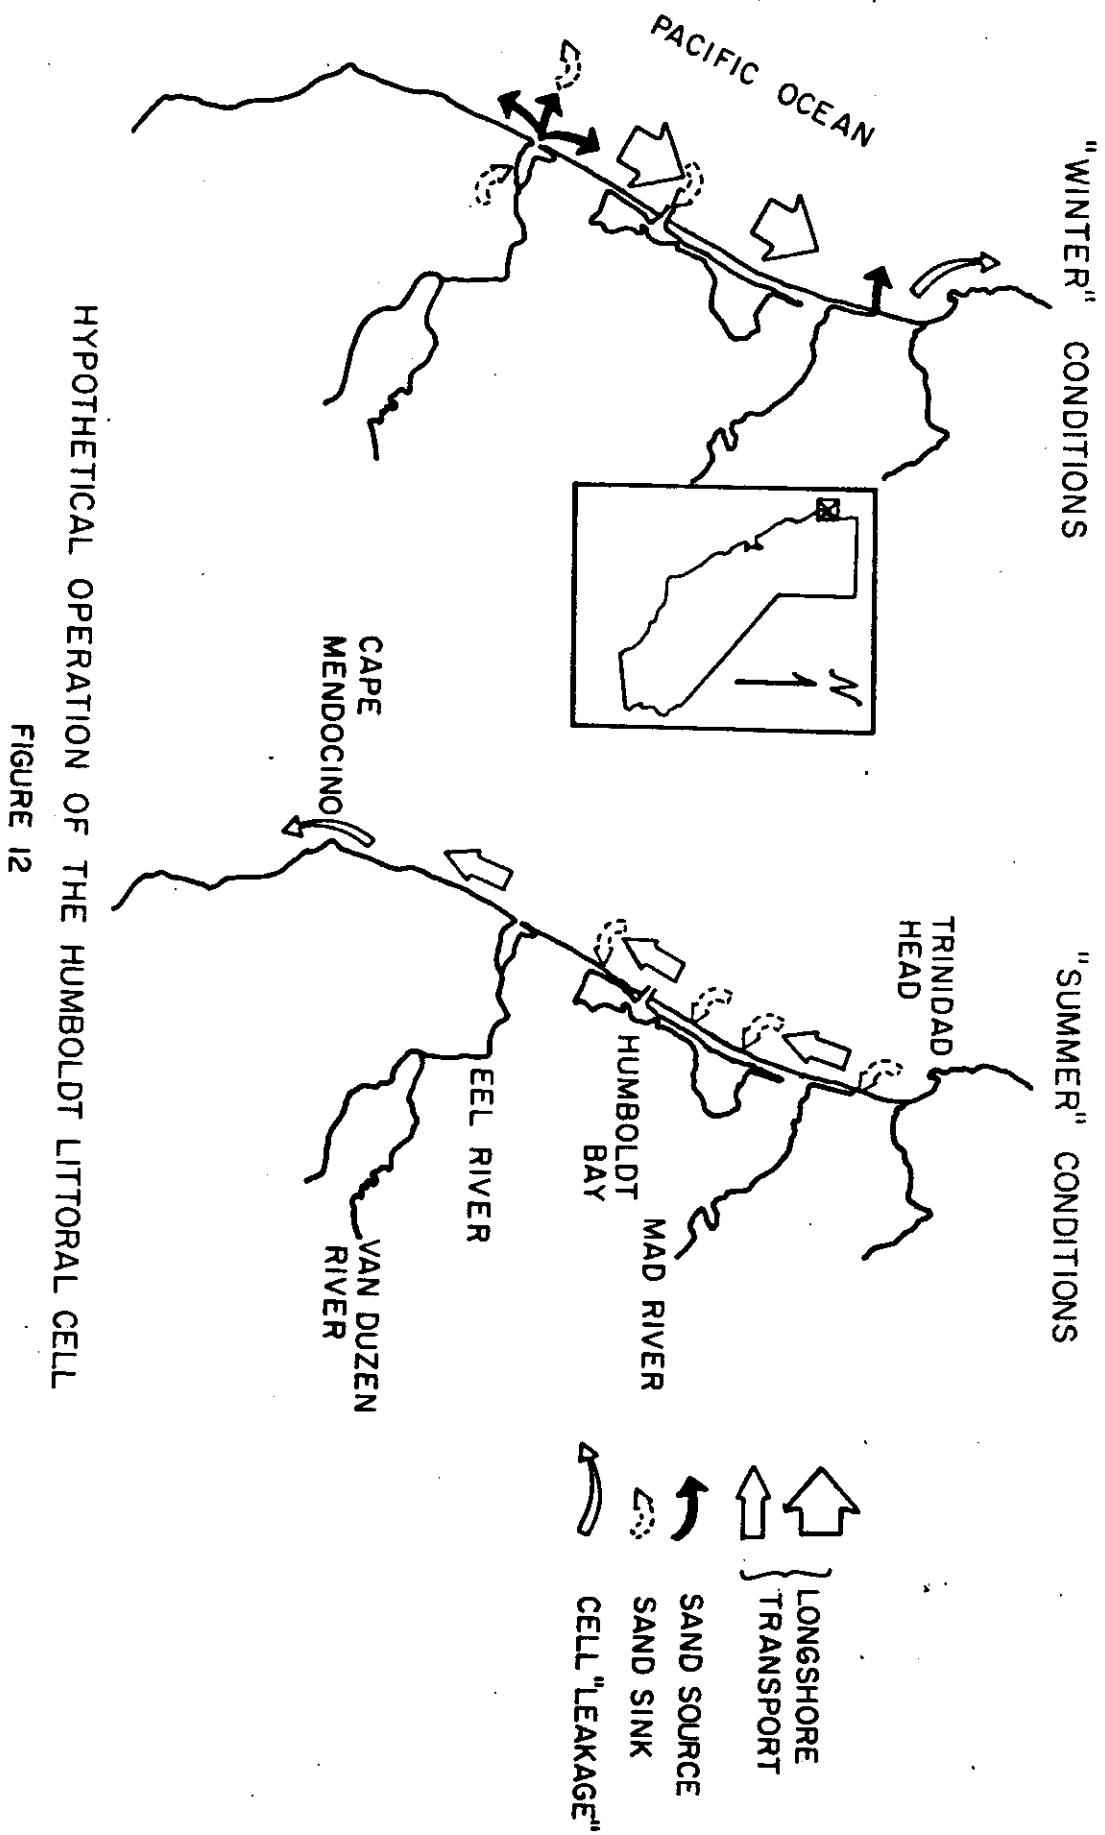 "WINTER" CONDITIONS
PACIFIC OCEAN
N
"SUMMER" CONDITIONS
TRINIDAD
HEAD
HUMBOLDT
BAY
MAD RIVER
EEL RIVER
VAN DUZEN
RIVER
CAPE
MENDOCINO
LONGSHORE
TRANSPORT
SAND SOURCE
SAND SINK
CELL "LEAKAGE"
HYPOTHETICAL OPERATION OF THE HUMBOLDT LITTORAL CELL
FIGURE 12